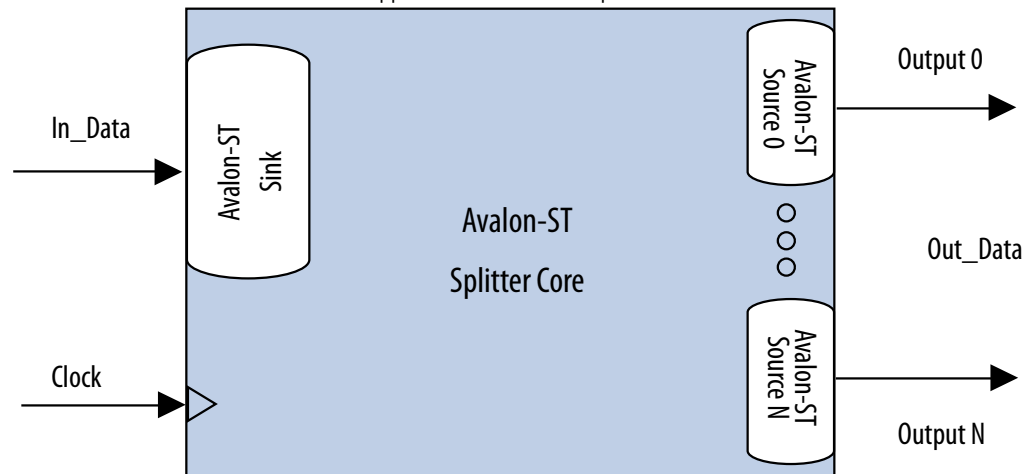 In_Data
Avalon-ST
Sink
Clock
Avalon-ST
Splitter Core
Avalon-ST
Source 0
Output 0
Out_Data
Avalon-ST
Source N
Output N